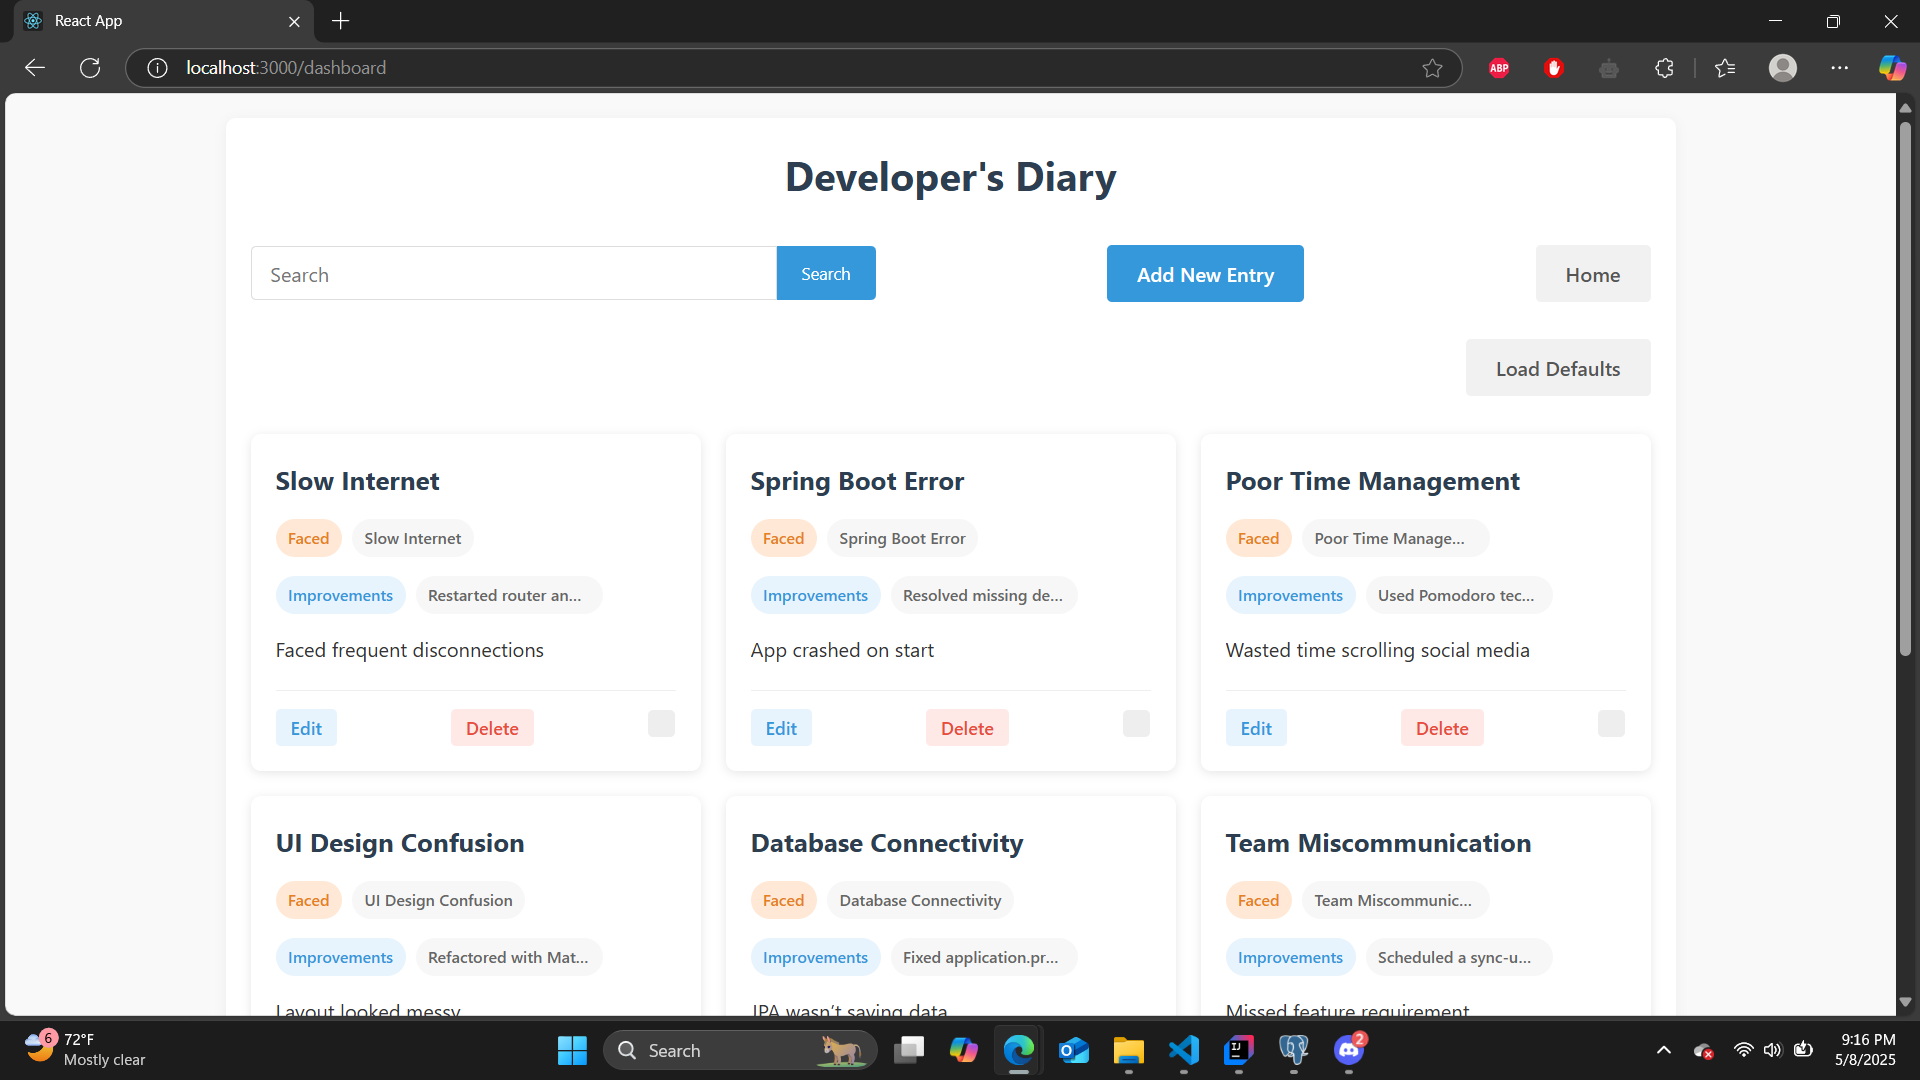 React App
localhost:3000/dashboard
ABP
Developer's Diary
Search
Search
Add New Entry
Home
Load Defaults
Slow Internet
Faced
Slow Internet
Improvements
Restarted router an...
Faced frequent disconnections
Edit
Delete
Spring Boot Error
Faced
Spring Boot Error
Improvements
Resolved missing de...
App crashed on start
Edit
Delete
Poor Time Management
Faced
Poor Time Manage...
Improvements
Used Pomodoro tec...
Wasted time scrolling social media
Edit
Delete
UI Design Confusion
Faced
UI Design Confusion
Improvements
Refactored with Mat...
Layout looked messy
Database Connectivity
Faced
Database Connectivity
Improvements
Fixed application.pr...
JPA wasn’t saving data
Team Miscommunication
Faced
Team Miscommunic...
Improvements
Scheduled a sync-u...
Missed feature requirement
6
72°F
Mostly clear
Search
IJ
2
9:16 PM
5/8/2025